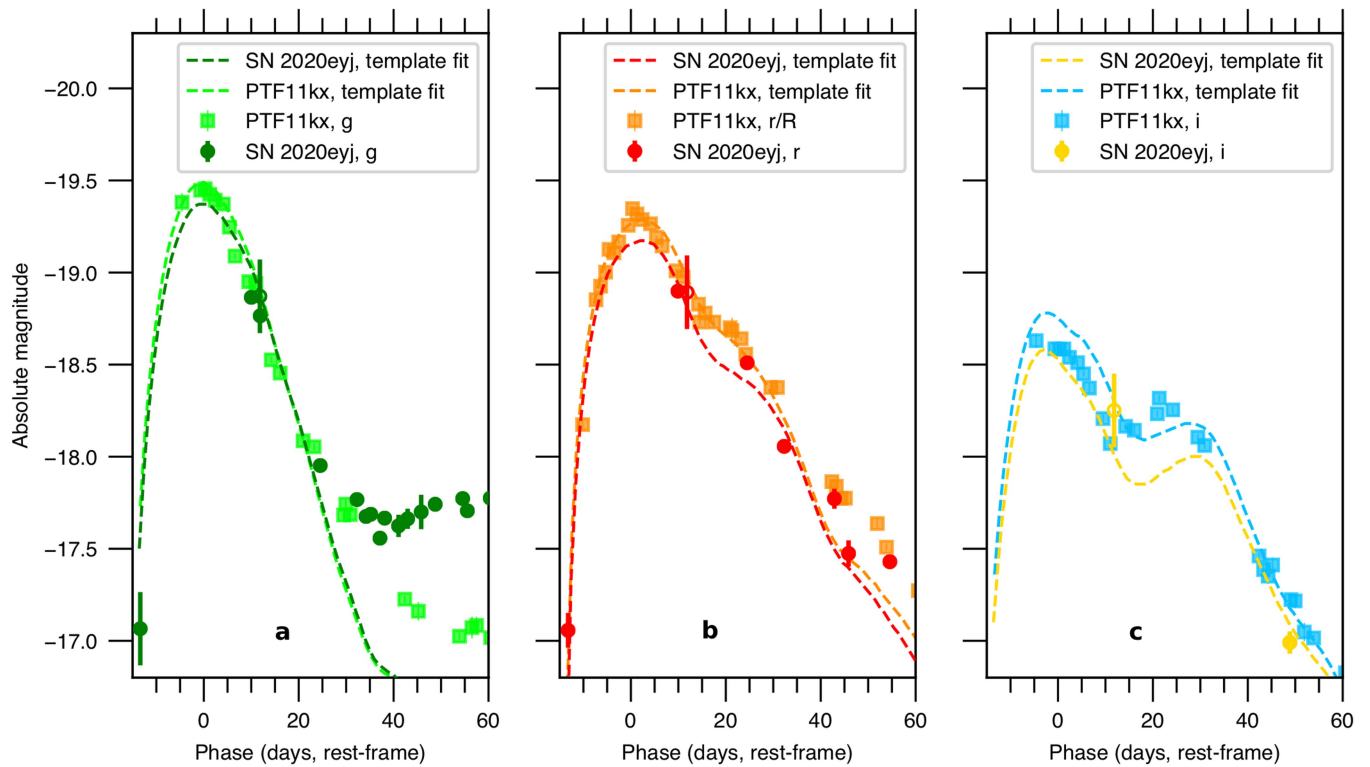 SN 2020eyj, template fit
PTF11kx, template fit
PTF11kx, g
SN 2020eyj, g
SN 2020eyj, template fit
PTF11kx, template fit
PTF11kx, r/R
SN 2020eyj, r
SN 2020eyj, template fit
PTF11kx, template fit
PTF11kx, i
SN 2020eyj, i
Absolute magnitude
−20.0
−19.5
−19.0
−18.5
−18.0
−17.5
−17.0
a
b
c
0 20 40 60
0 20 40 60
0 20 40 60
Phase (days, rest-frame)
Phase (days, rest-frame)
Phase (days, rest-frame)